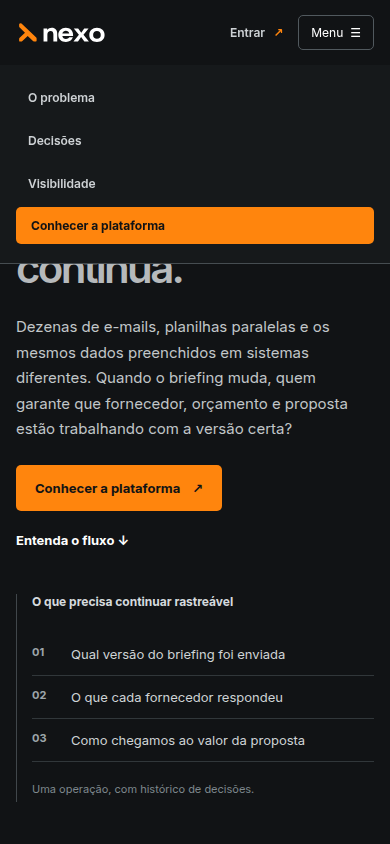 nexo
Entrar ↗
Menu ☰
O problema
Decisões
Visibilidade
Conhecer a plataforma
continua.
Dezenas de e-mails, planilhas paralelas e os
mesmos dados preenchidos em sistemas
diferentes. Quando o briefing muda, quem
garante que fornecedor, orçamento e proposta
estão trabalhando com a versão certa?
Conhecer a plataforma ↗
Entenda o fluxo ↓
O que precisa continuar rastreável
01 Qual versão do briefing foi enviada
02 O que cada fornecedor respondeu
03 Como chegamos ao valor da proposta
Uma operação, com histórico de decisões.